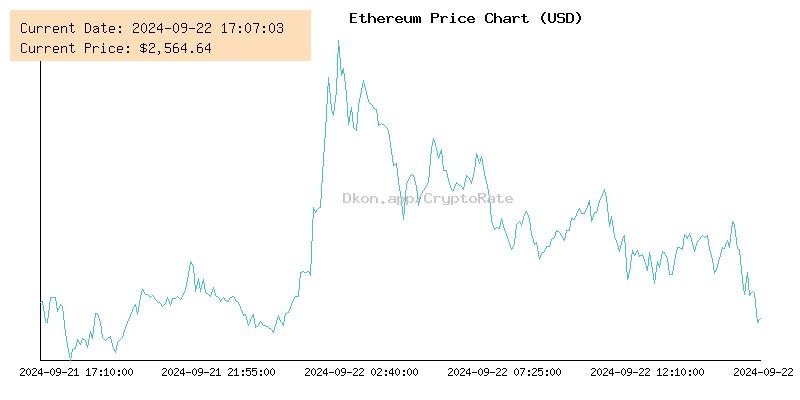 Ethereum Price Chart (USD)
Current Date: 2024-09-22 17:07:03
Current Price: $2,564.64
Dkon.app/CryptoRate
2024-09-21 17:10:00 2024-09-21 21:55:00 2024-09-22 02:40:00 2024-09-22 07:25:00 2024-09-22 12:10:00 2024-09-22